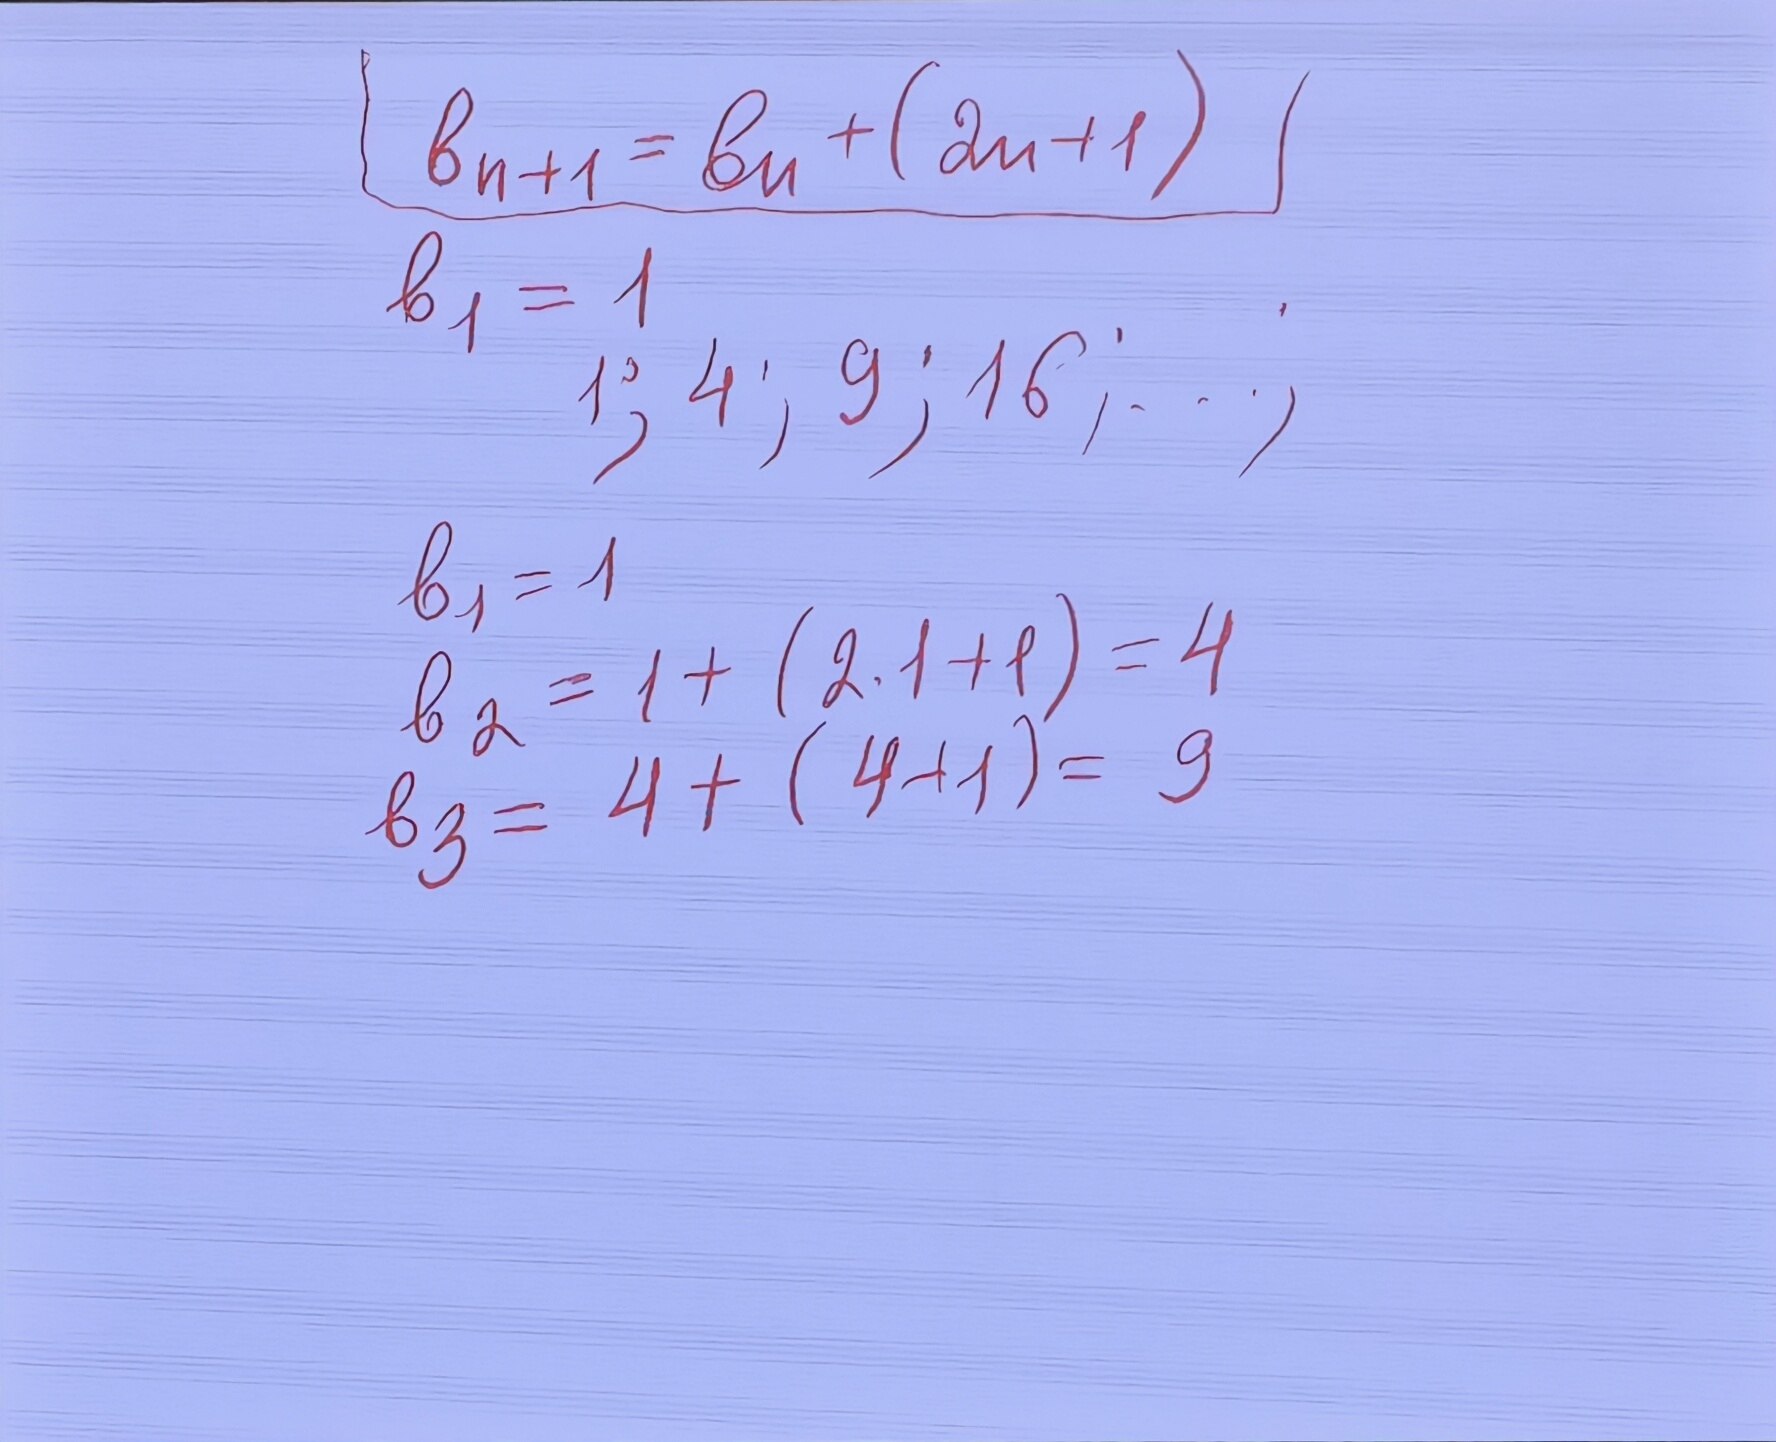 b_{n+1} = b_n + (2n+1)
b_1 = 1
1; 4; 9; 16; ...;
b_1 = 1
b_2 = 1 + (2·1+1) = 4
b_3 = 4 + (4+1) = 9